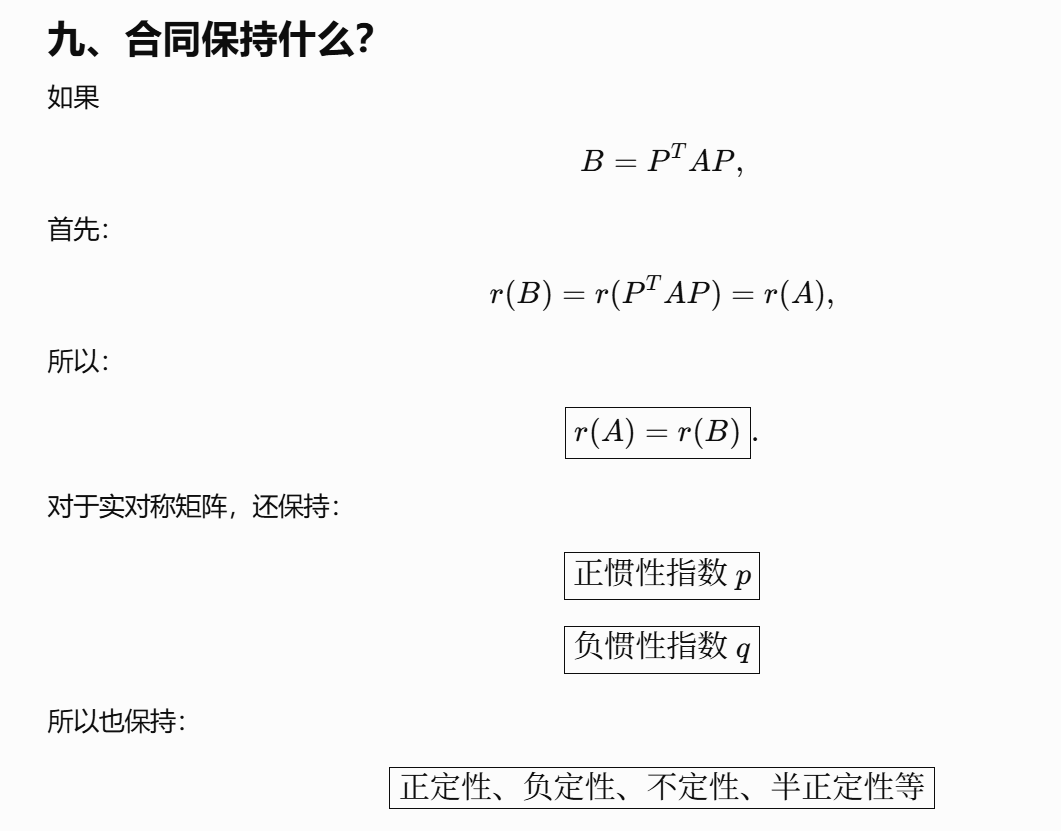 九、合同保持什么?
如果
B = P^T AP,
首先:
r(B) = r(P^T AP) = r(A),
所以:
r(A) = r(B).
对于实对称矩阵，还保持:
正惯性指数 p
负惯性指数 q
所以也保持:
正定性、负定性、不定性、半正定性等